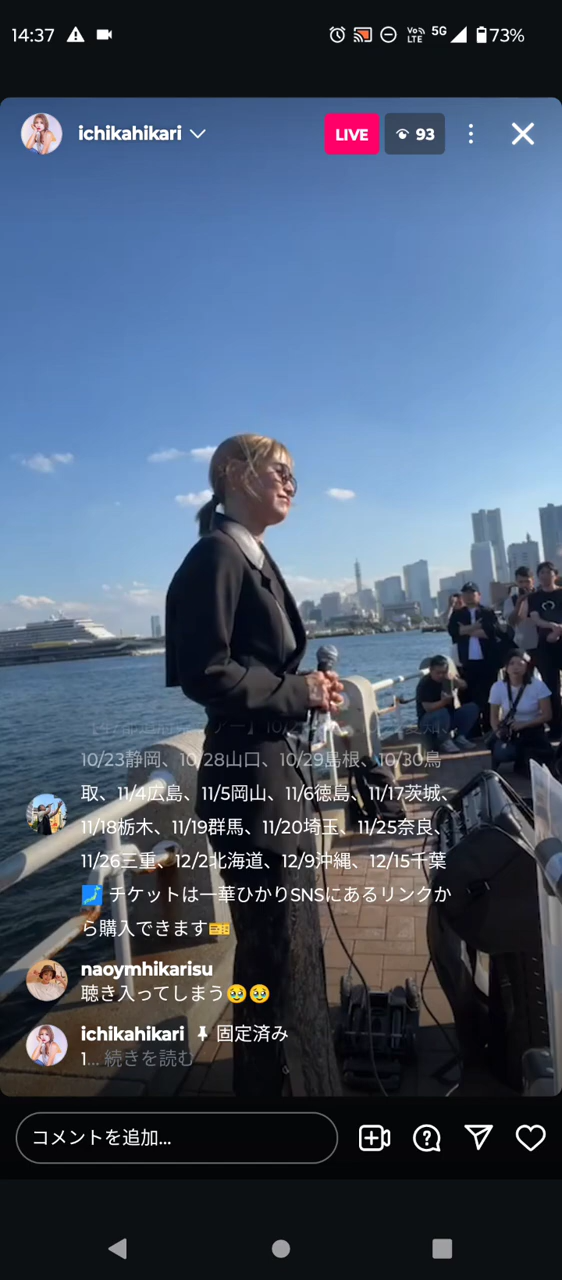 14:37
Vo LTE
5G
73%
ichikahikari
LIVE
93
10/23静岡、10/28山口、10/29島根、10/30鳥
取、11/4広島、11/5岡山、11/6徳島、11/17茨城、
11/18栃木、11/19群馬、11/20埼玉、11/25奈良、
11/26三重、12/2北海道、12/9沖縄、12/15千葉
🗾 チケットは一華ひかりSNSにあるリンクか
ら購入できます🎫
naoymhikarisu
聴き入ってしまう🥹🥹
ichikahikari 📌 固定済み
1... 続きを読む
コメントを追加...